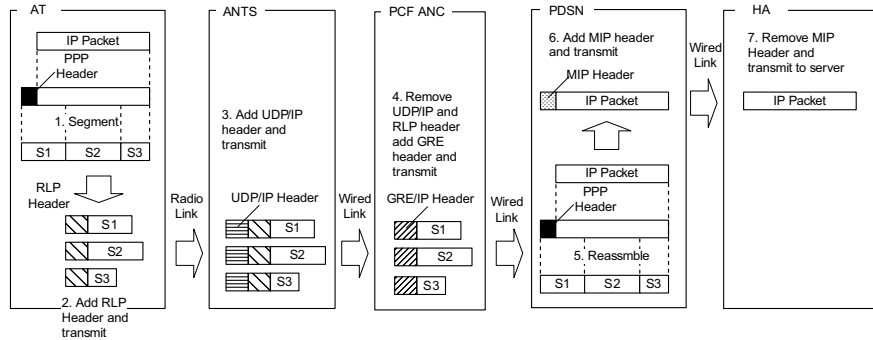 AT
IP Packet
PPP
Header
1. Segment
S1 S2 S3
RLP
Header
S1
S2
S3
2. Add RLP
Header and
transmit
Radio
Link
ANTS
3. Add UDP/IP
header and
transmit
UDP/IP Header
S1
S2
S3
Wired
Link
PCF ANC
4. Remove
UDP/IP and
RLP header
add GRE
header and
transmit
GRE/IP Header
S1
S2
S3
Wired
Link
PDSN
6. Add MIP header
and transmit
MIP Header
IP Packet
IP Packet
PPP
Header
5. Reassmble
S1 S2 S3
Wired
Link
HA
7. Remove MIP
Header and
transmit to server
IP Packet